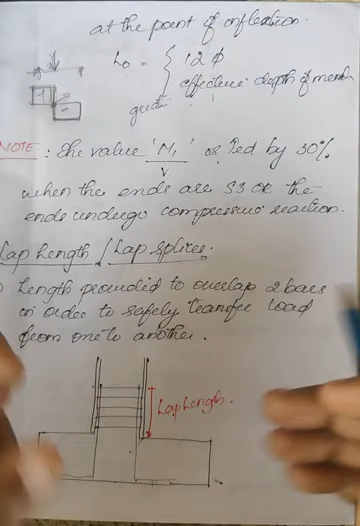 at the point of inflection.
L0 = { 12 φ
effective depth of memb
NOTE : The value 'M1/V' is ↑ed by 30%
when the ends are SS or the
ends undergo compressive reaction.
Lap Length / Lap splices.
Length provided to overlap 2 bars
in order to safely transfer load
from one to another.
Lap Length.